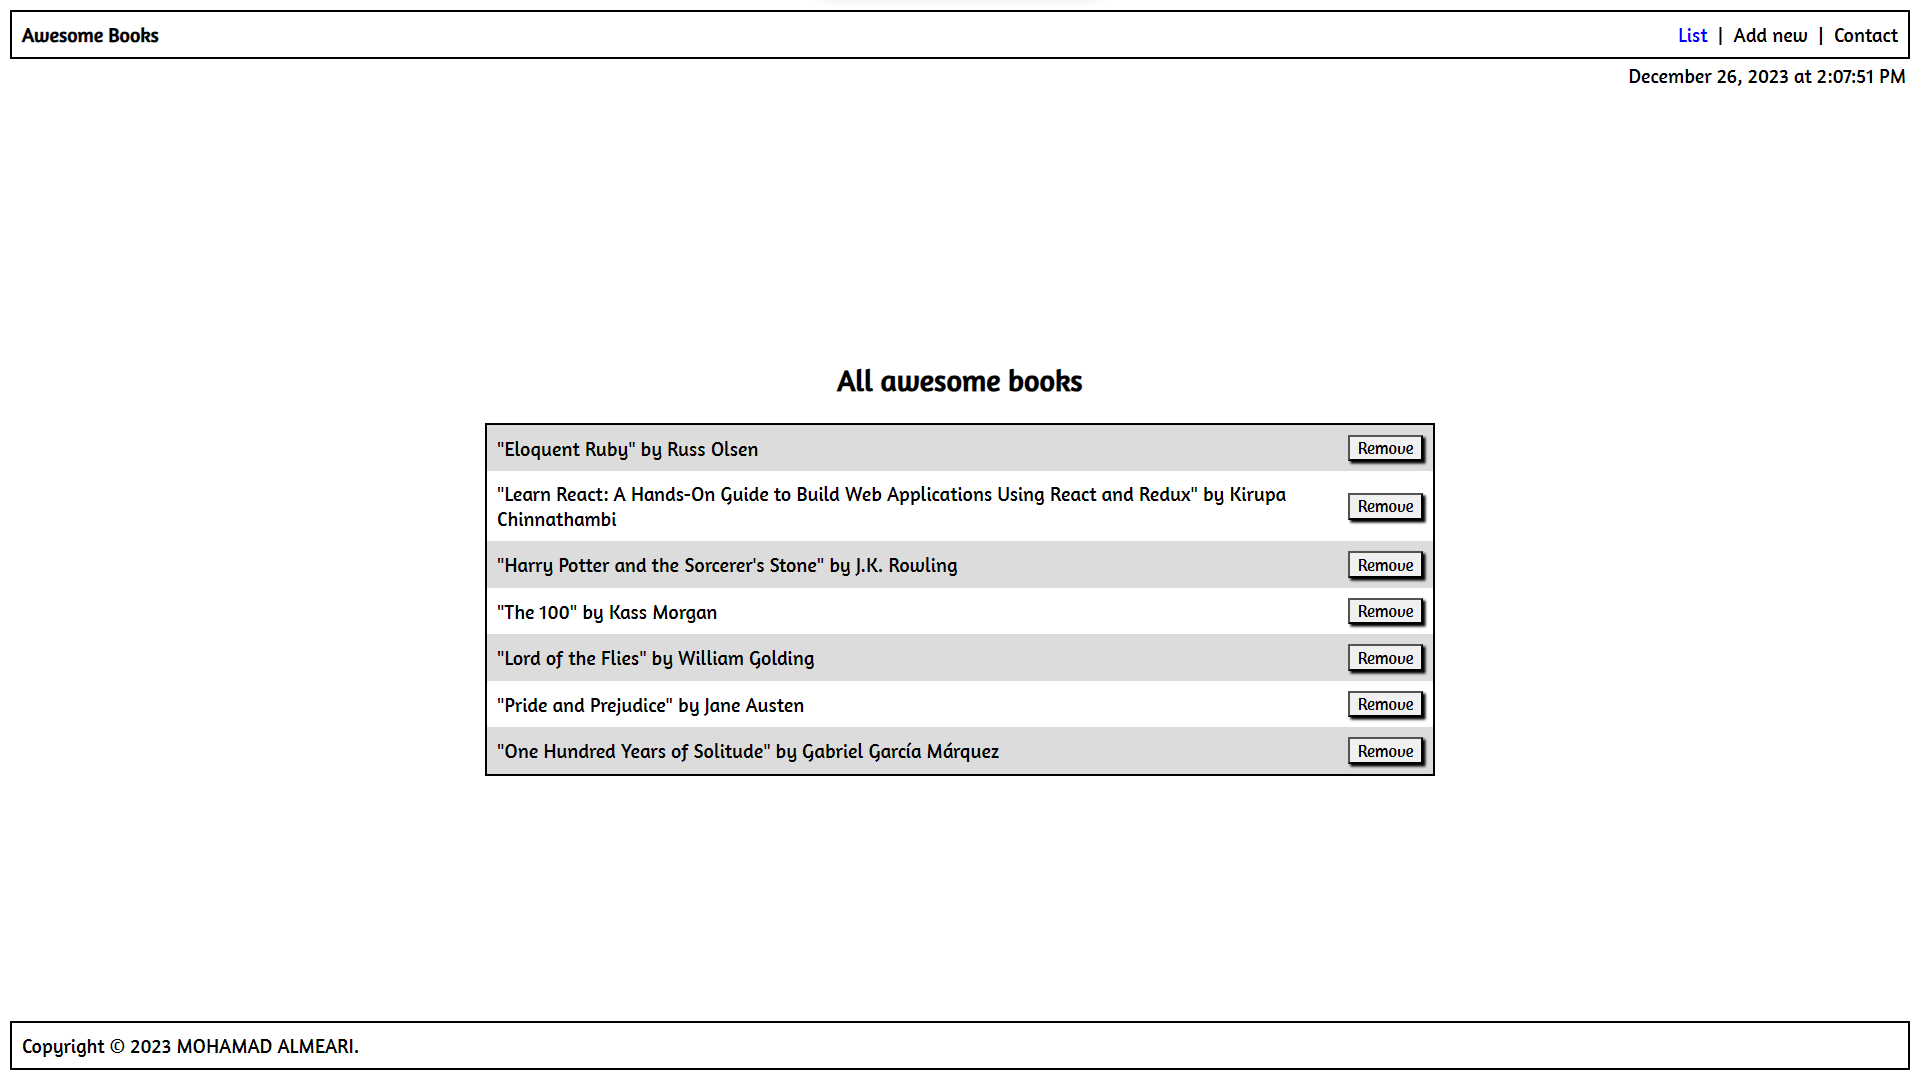 Awesome Books
List | Add new | Contact
December 26, 2023 at 2:07:51 PM
All awesome books
"Eloquent Ruby" by Russ Olsen
Remove
"Learn React: A Hands-On Guide to Build Web Applications Using React and Redux" by Kirupa
Chinnathambi
Remove
"Harry Potter and the Sorcerer's Stone" by J.K. Rowling
Remove
"The 100" by Kass Morgan
Remove
"Lord of the Flies" by William Golding
Remove
"Pride and Prejudice" by Jane Austen
Remove
"One Hundred Years of Solitude" by Gabriel García Márquez
Remove
Copyright © 2023 MOHAMAD ALMEARI.